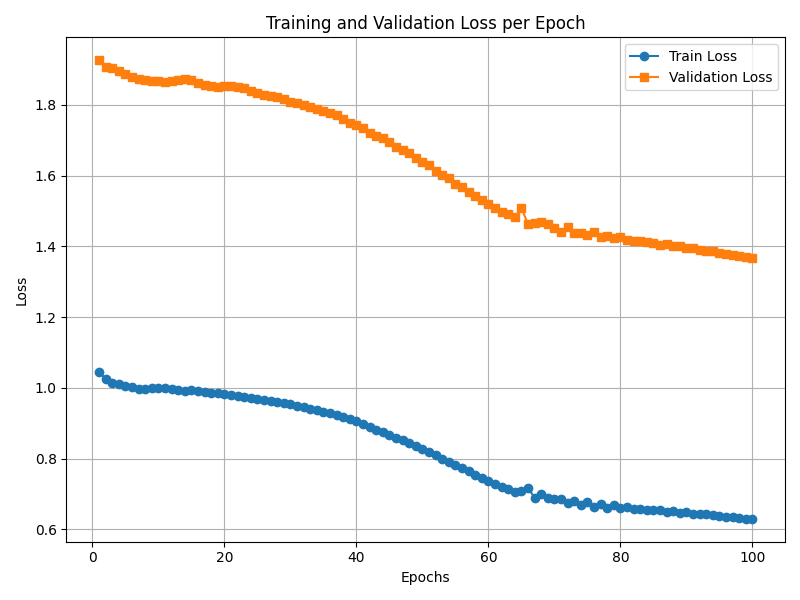 Training and Validation Loss per Epoch
Train Loss
Validation Loss
Loss
1.8
1.6
1.4
1.2
1.0
0.8
0.6
0 20 40 60 80 100
Epochs